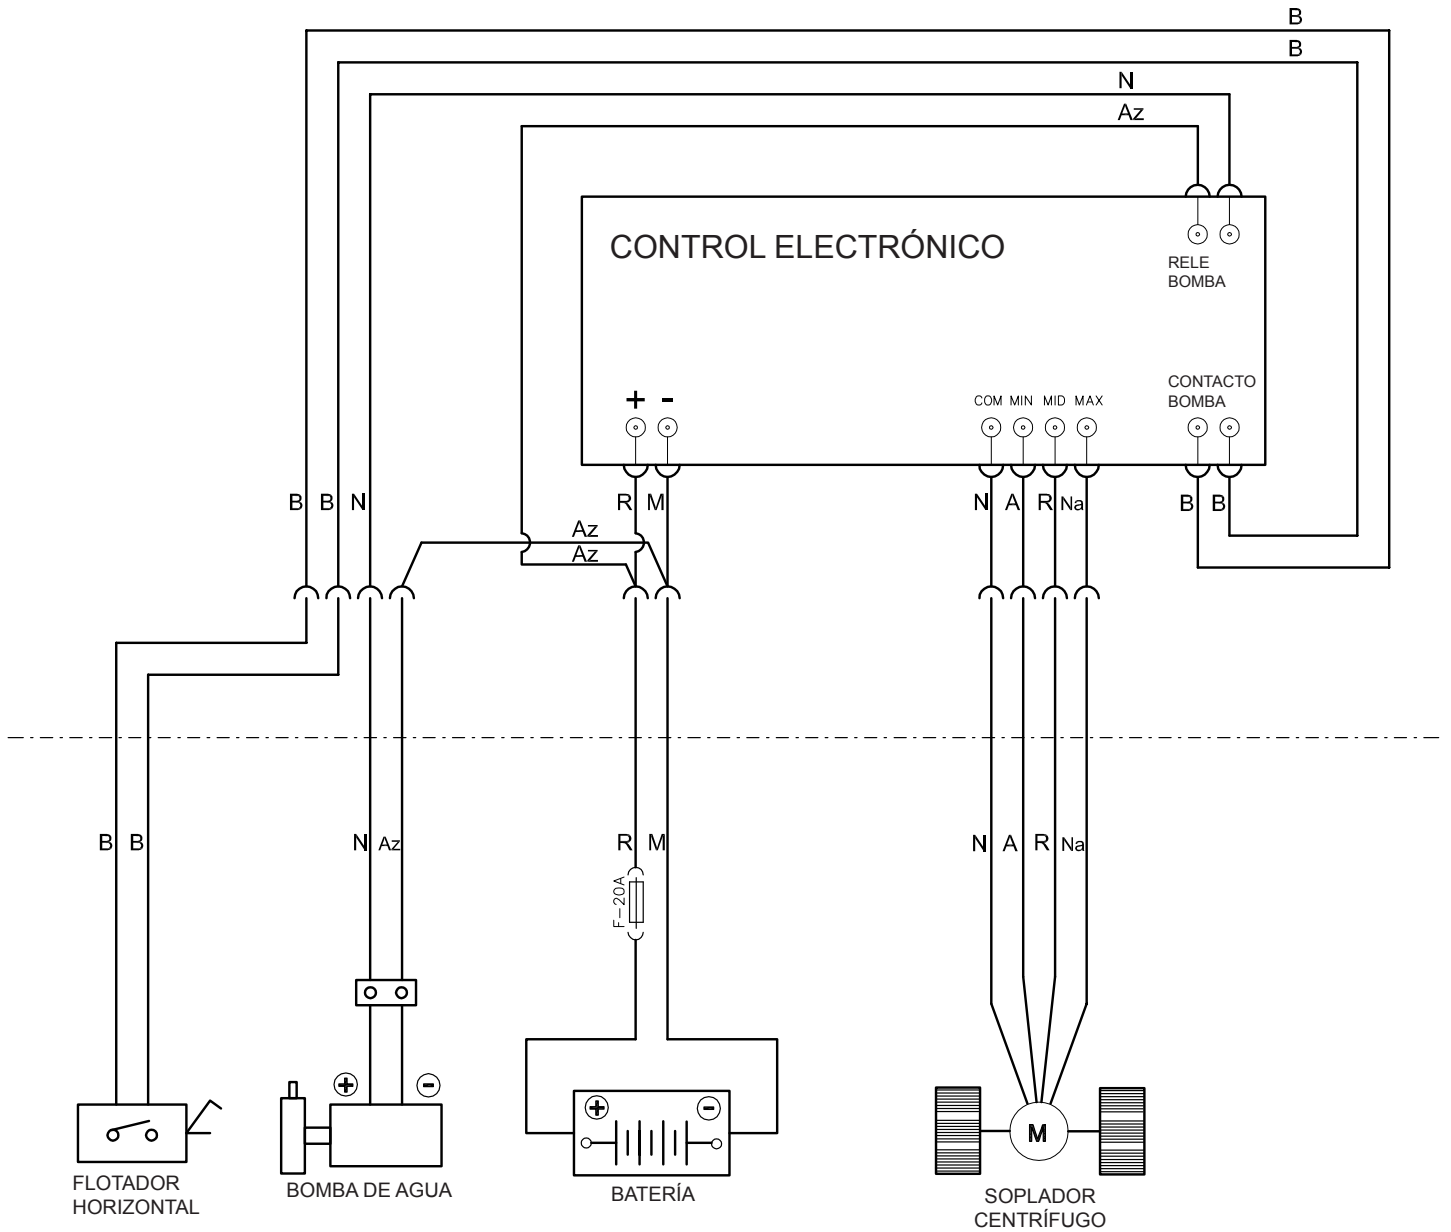 B
B
N
Az
CONTROL ELECTRÓNICO
RELE
BOMBA
+ -
COM MIN MID MAX
CONTACTO
BOMBA
B B N
R M
N A R Na
B B
Az
Az
B B
N Az
R M
N A R Na
F-20A
+ -
+ -
M
FLOTADOR
HORIZONTAL
BOMBA DE AGUA
BATERÍA
SOPLADOR
CENTRÍFUGO